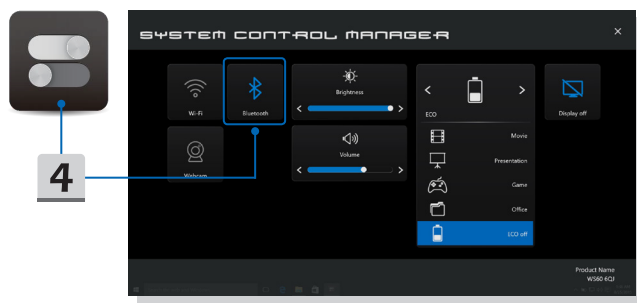 SYSTEM CONTROL MANAGER
×
Wi-Fi
Bluetooth
Brightness
ECO
Display off
Movie
4
Webcam
Volume
Presentation
Game
Office
ECO off
Product Name
WS60 6QJ